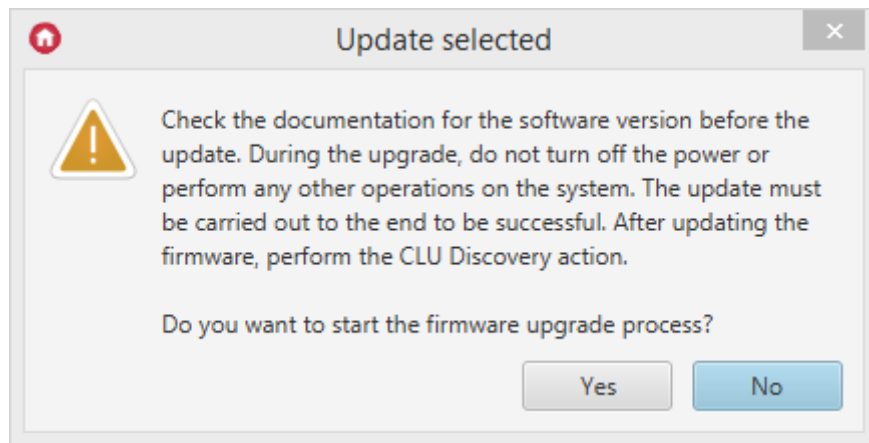 Update selected
Check the documentation for the software version before the
update. During the upgrade, do not turn off the power or
perform any other operations on the system. The update must
be carried out to the end to be successful. After updating the
firmware, perform the CLU Discovery action.
Do you want to start the firmware upgrade process?
Yes
No